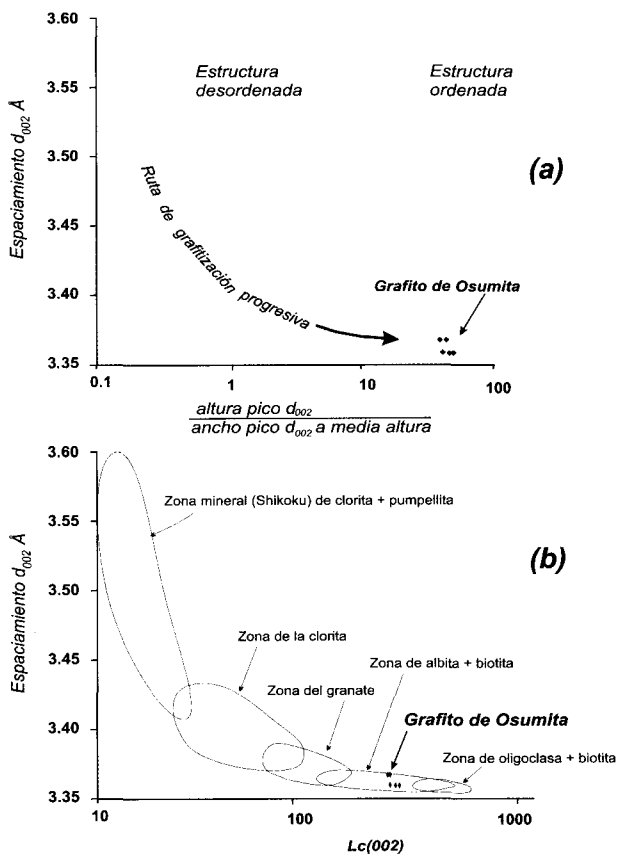 3.60
Estructura desordenada
Estructura ordenada
3.55
3.50
(a)
Espaciamiento d002 Å
Ruta de grafitización progresiva
3.45
3.40
Grafito de Osumita
3.35
0.1 1 10 100
altura pico d002
ancho pico d002 a media altura
3.60
Zona mineral (Shikoku) de clorita + pumpellita
3.55
(b)
Espaciamiento d002 Å
3.50
Zona de la clorita
Zona de albita + biotita
3.45
Zona del granate
Grafito de Osumita
3.40
Zona de oligoclasa + biotita
3.35
10 100 1000
Lc(002)